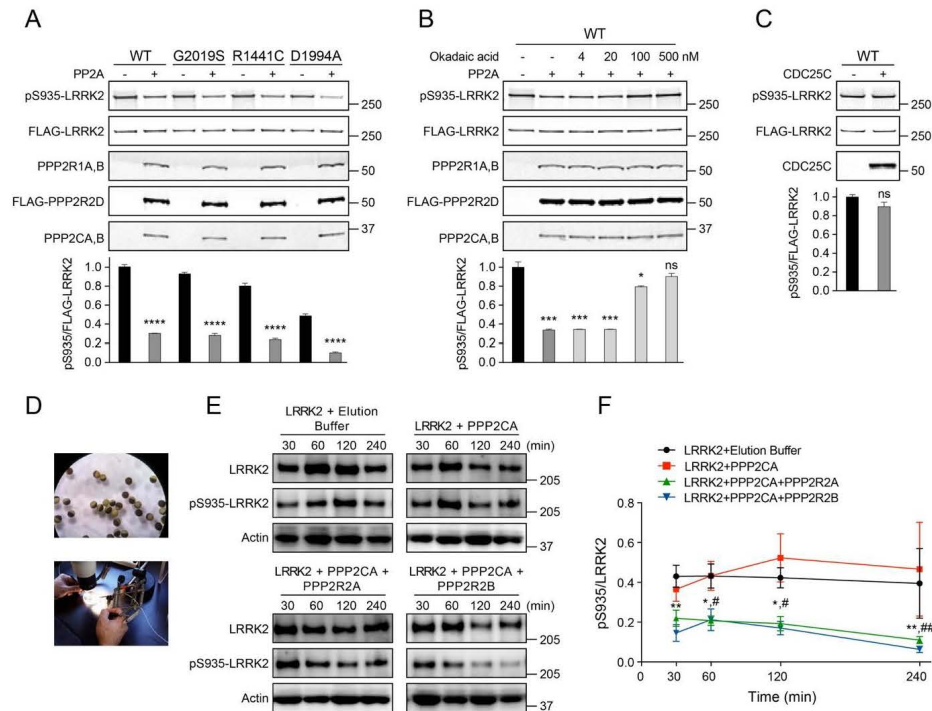 A
WT G2019S R1441C D1994A
PP2A - + - + - + - +
pS935-LRRK2 250
FLAG-LRRK2 250
PPP2R1A,B 50
FLAG-PPP2R2D 50
PPP2CA,B 37
pS935/FLAG-LRRK2
1.0
0.8
0.6
0.4
0.2
0.0
**** **** **** ****
B
WT
Okadaic acid - - 4 20 100 500 nM
PP2A - + + + + +
pS935-LRRK2 250
FLAG-LRRK2 250
PPP2R1A,B 50
FLAG-PPP2R2D 50
PPP2CA,B 37
pS935/FLAG-LRRK2
1.0
0.8
0.6
0.4
0.2
0.0
*** *** *** * ns
C
WT
CDC25C - +
pS935-LRRK2 250
FLAG-LRRK2 250
CDC25C 50
pS935/FLAG-LRRK2
1.0
0.8
0.6
0.4
0.2
0.0
ns
D
E
LRRK2 + Elution
Buffer
30 60 120 240 (min)
LRRK2 + PPP2CA
30 60 120 240 (min)
LRRK2 205
pS935-LRRK2 205
Actin 37
LRRK2 + PPP2CA +
PPP2R2A
30 60 120 240
LRRK2 + PPP2CA +
PPP2R2B
30 60 120 240 (min)
LRRK2 205
pS935-LRRK2 205
Actin 37
F
LRRK2+Elution Buffer
LRRK2+PPP2CA
LRRK2+PPP2CA+PPP2R2A
LRRK2+PPP2CA+PPP2R2B
pS935/LRRK2
0.8
0.6
0.4
0.2
0.0
** *,# *,# **,##
0 30 60 120 240
Time (min)